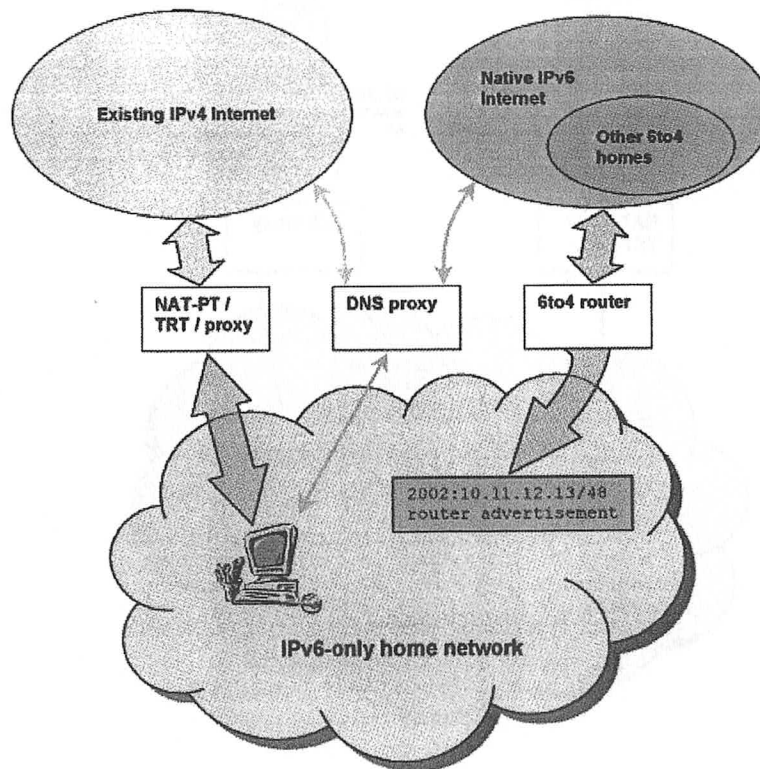 Existing IPv4 Internet
Native IPv6
Internet
Other 6to4
homes
NAT-PT /
TRT / proxy
DNS proxy
6to4 router
2002:10.11.12.13/48
router advertisement
IPv6-only home network